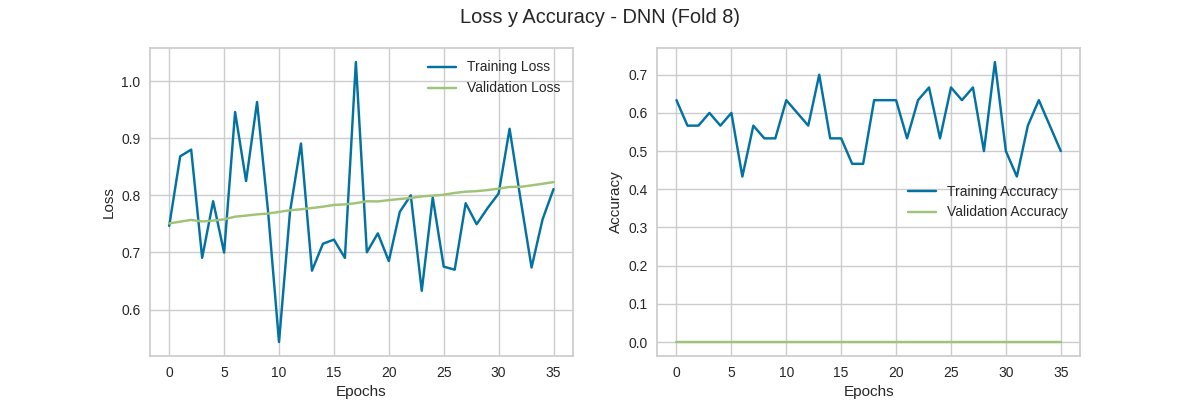 Loss y Accuracy - DNN (Fold 8)
Training Loss
Validation Loss
1.0
0.9
0.8
0.7
0.6
Loss
0 5 10 15 20 25 30 35
Epochs
0.7
0.6
0.5
0.4
0.3
0.2
0.1
0.0
Accuracy
Training Accuracy
Validation Accuracy
0 5 10 15 20 25 30 35
Epochs